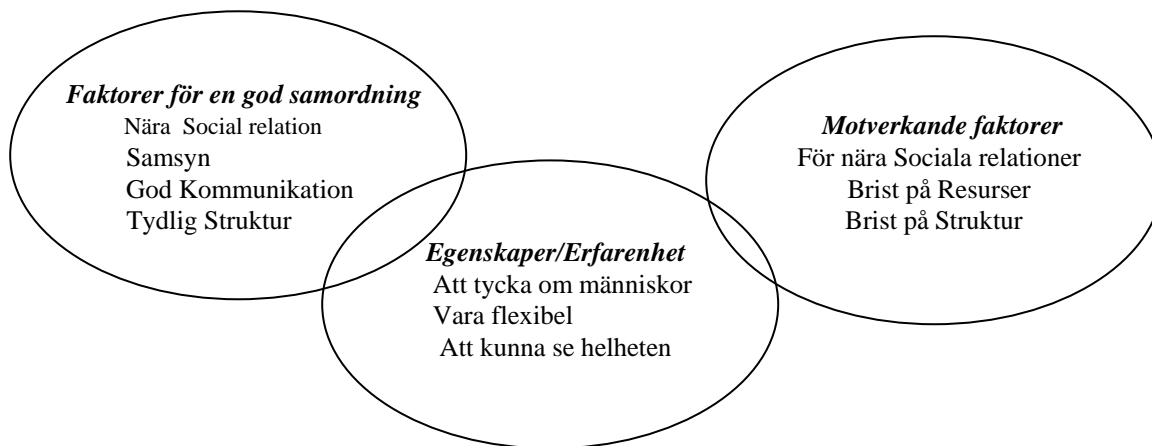 Faktorer för en god samordning
Nära Social relation
Samsyn
God Kommunikation
Tydlig Struktur
Egenskaper/Erfarenhet
Att tycka om människor
Vara flexibel
Att kunna se helheten
Motverkande faktorer
För nära Sociala relationer
Brist på Resurser
Brist på Struktur